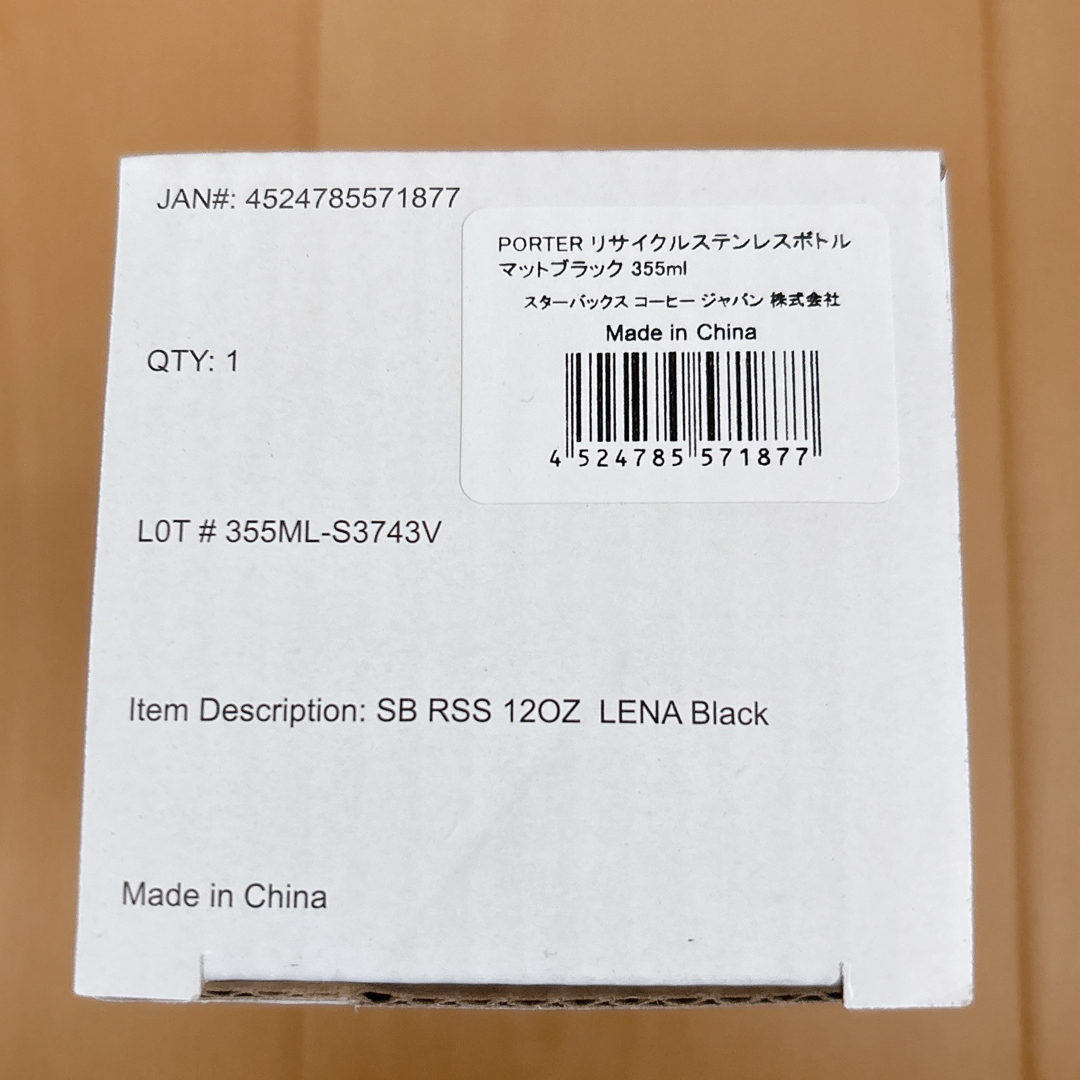 JAN#: 4524785571877
PORTER リサイクルステンレスボトル
マットブラック 355ml
スターバックス コーヒー ジャパン 株式会社
Made in China
4 524785 571877
QTY: 1
L0T # 355ML-S3743V
Item Description: SB RSS 12OZ  LENA Black
Made in China